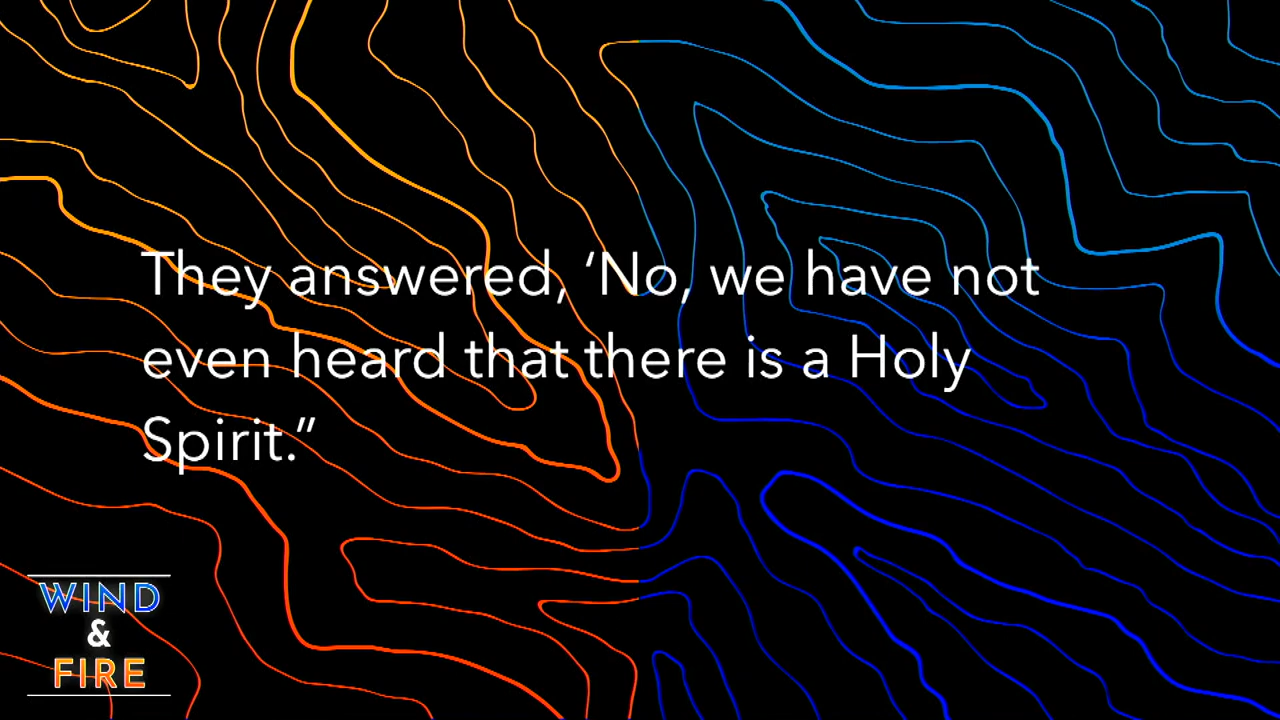 They answered, ‘No, we have not
even heard that there is a Holy
Spirit.”
WIND
&
FIRE